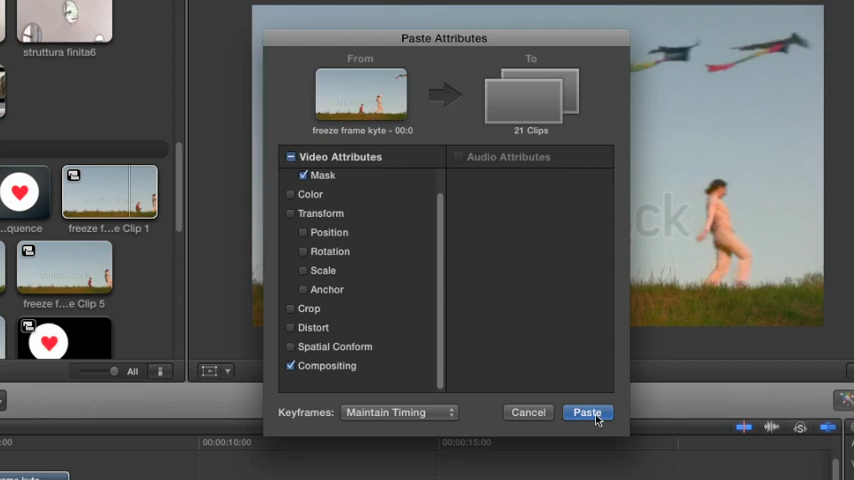 struttura finita6
...quence
freeze f...e Clip 1
freeze f...e Clip 5
All
Paste Attributes
From
To
freeze frame kyte - 00:0
21 Clips
Video Attributes
Audio Attributes
Mask
Color
Transform
Position
Rotation
Scale
Anchor
Crop
Distort
Spatial Conform
Compositing
Keyframes:
Maintain Timing
Cancel
Paste
ck
:00
00:00:10:00
00:00:15:00